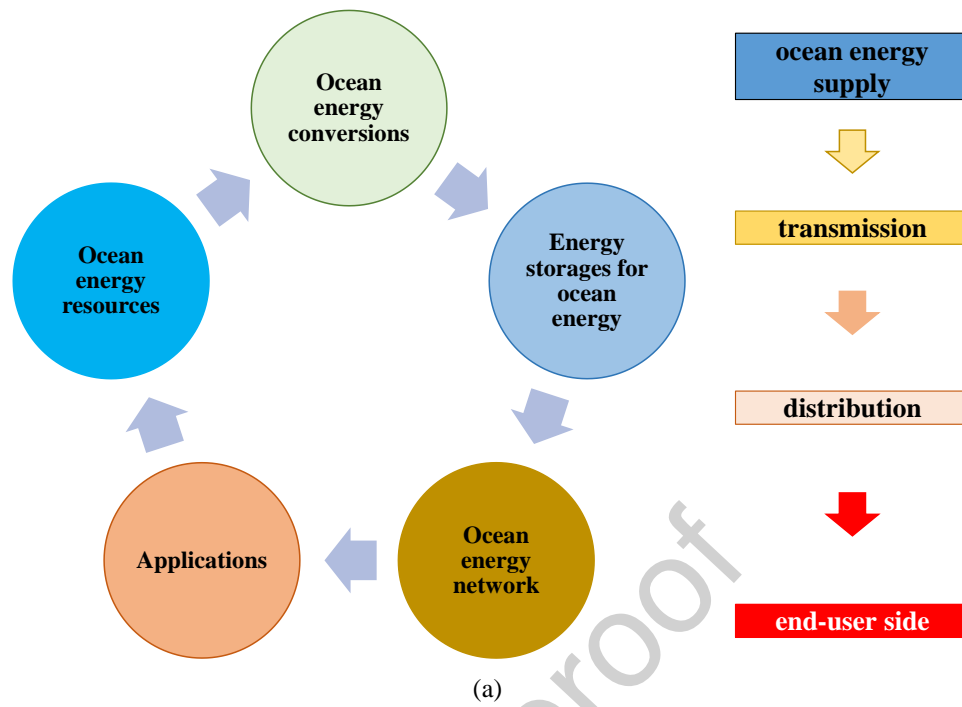 Ocean
energy
conversions
Energy
storages for
ocean
energy
Ocean
energy
network
Applications
Ocean
energy
resources
ocean energy
supply
transmission
distribution
end-user side
(a)
proof